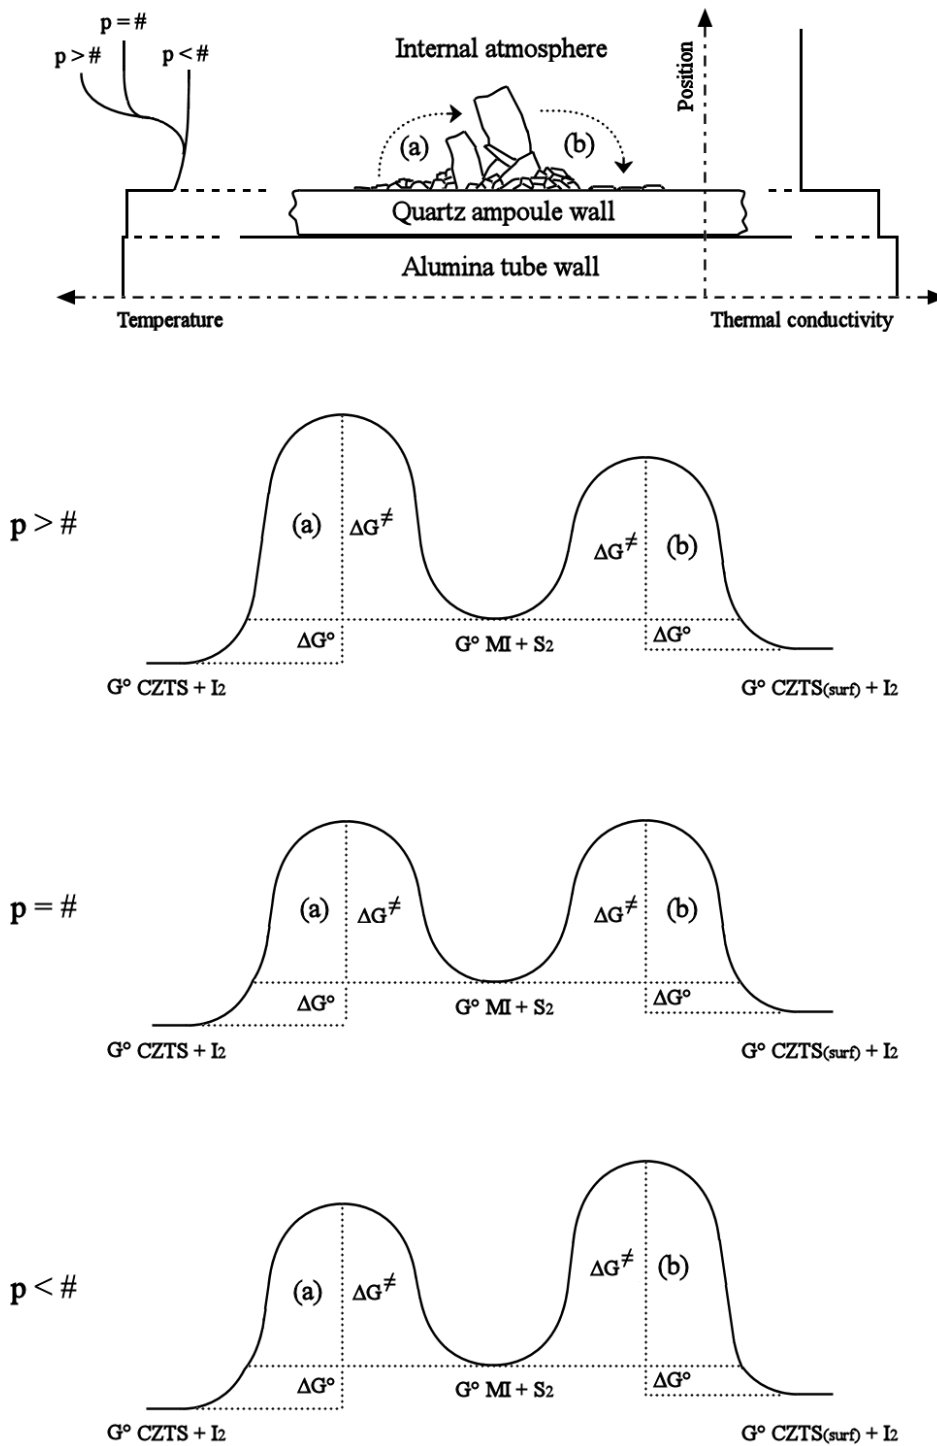 p = #
p > #
p < #
Internal atmosphere
Position
(a)
(b)
Quartz ampoule wall
Alumina tube wall
Temperature
Thermal conductivity
p > #
(a)
ΔG≠
ΔG≠
(b)
ΔG°
G° MI + S₂
ΔG°
G° CZTS + I₂
G° CZTS(surf) + I₂
p = #
(a)
ΔG≠
ΔG≠
(b)
ΔG°
G° MI + S₂
ΔG°
G° CZTS + I₂
G° CZTS(surf) + I₂
p < #
(a)
ΔG≠
ΔG≠
(b)
ΔG°
G° MI + S₂
ΔG°
G° CZTS + I₂
G° CZTS(surf) + I₂